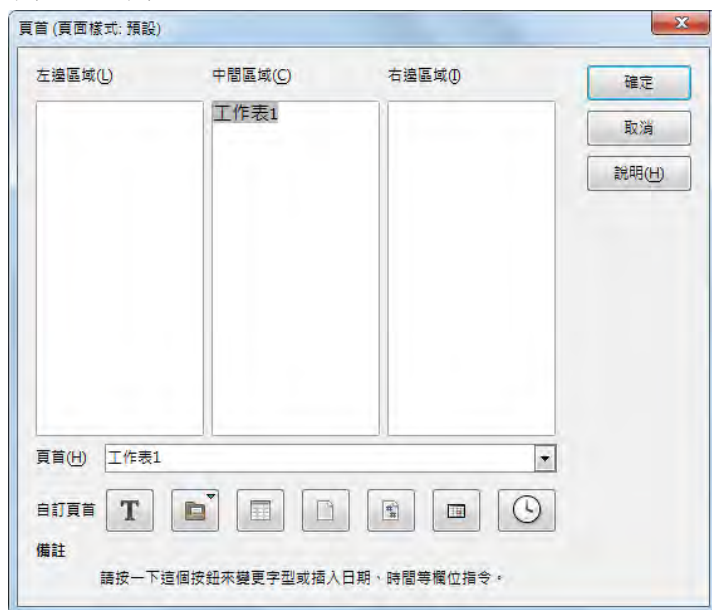 頁首 (頁面樣式: 預設)
左邊區域(L) 中間區域(C) 右邊區域(I)
確定
工作表1
取消
說明(H)
頁首(H) 工作表1
自訂頁首 T
備註
請按一下這個按鈕來變更字型或插入日期、時間等欄位指令。